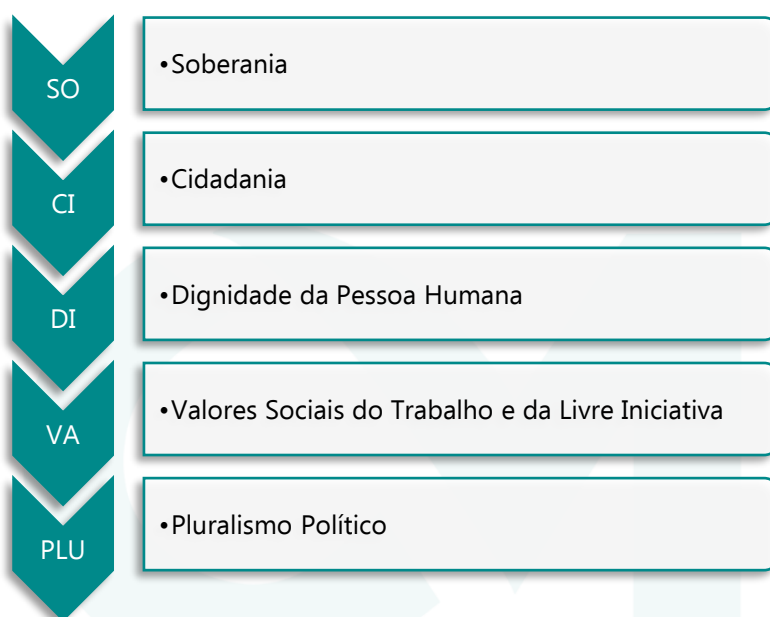 SO
•Soberania
CI
•Cidadania
DI
•Dignidade da Pessoa Humana
VA
•Valores Sociais do Trabalho e da Livre Iniciativa
PLU
•Pluralismo Político